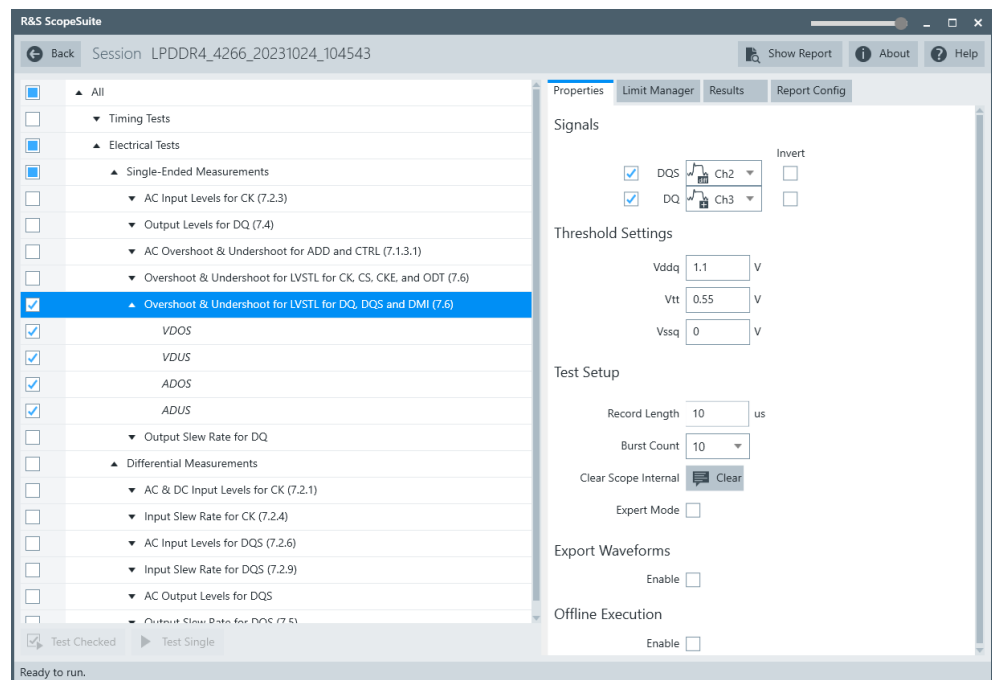 R&S ScopeSuite
Back Session LPDDR4_4266_20231024_104543 Show Report About Help
All
Timing Tests
Electrical Tests
Single-Ended Measurements
AC Input Levels for CK (7.2.3)
Output Levels for DQ (7.4)
AC Overshoot & Undershoot for ADD and CTRL (7.1.3.1)
Overshoot & Undershoot for LVSTL for CK, CS, CKE, and ODT (7.6)
Overshoot & Undershoot for LVSTL for DQ, DQS and DMI (7.6)
VDOS
VDUS
ADOS
ADUS
Output Slew Rate for DQ
Differential Measurements
AC & DC Input Levels for CK (7.2.1)
Input Slew Rate for CK (7.2.4)
AC Input Levels for DQS (7.2.6)
Input Slew Rate for DQS (7.2.9)
AC Output Levels for DQS
Output Slew Rate for DQS (7.5)
Test Checked Test Single
Properties Limit Manager Results Report Config
Signals
Invert
DQS Ch2
DQ Ch3
Threshold Settings
Vddq 1.1 V
Vtt 0.55 V
Vssq 0 V
Test Setup
Record Length 10 us
Burst Count 10
Clear Scope Internal Clear
Expert Mode
Export Waveforms
Enable
Offline Execution
Enable
Ready to run.